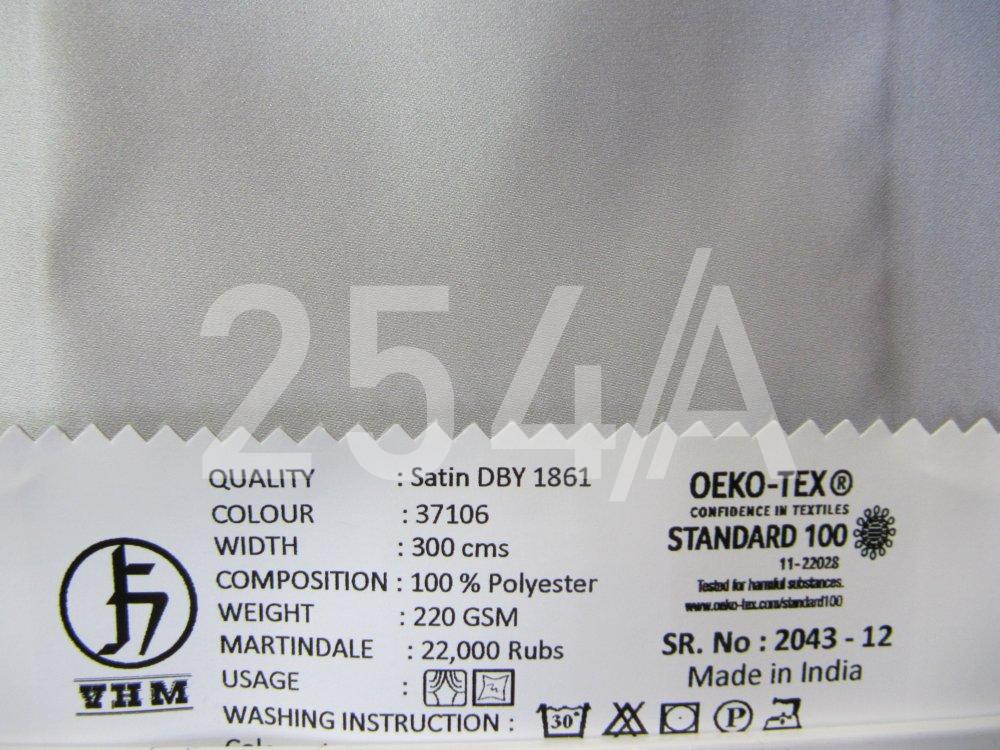 254/A
QUALITY : Satin DBY 1861
COLOUR : 37106
WIDTH : 300 cms
COMPOSITION : 100 % Polyester
WEIGHT : 220 GSM
MARTINDALE : 22,000 Rubs
USAGE :
WASHING INSTRUCTION : 30° P
VHM
OEKO-TEX®
CONFIDENCE IN TEXTILES
STANDARD 100
11-22028
Tested for harmful substances.
www.oeko-tex.com/standard100
SR. No : 2043 - 12
Made in India